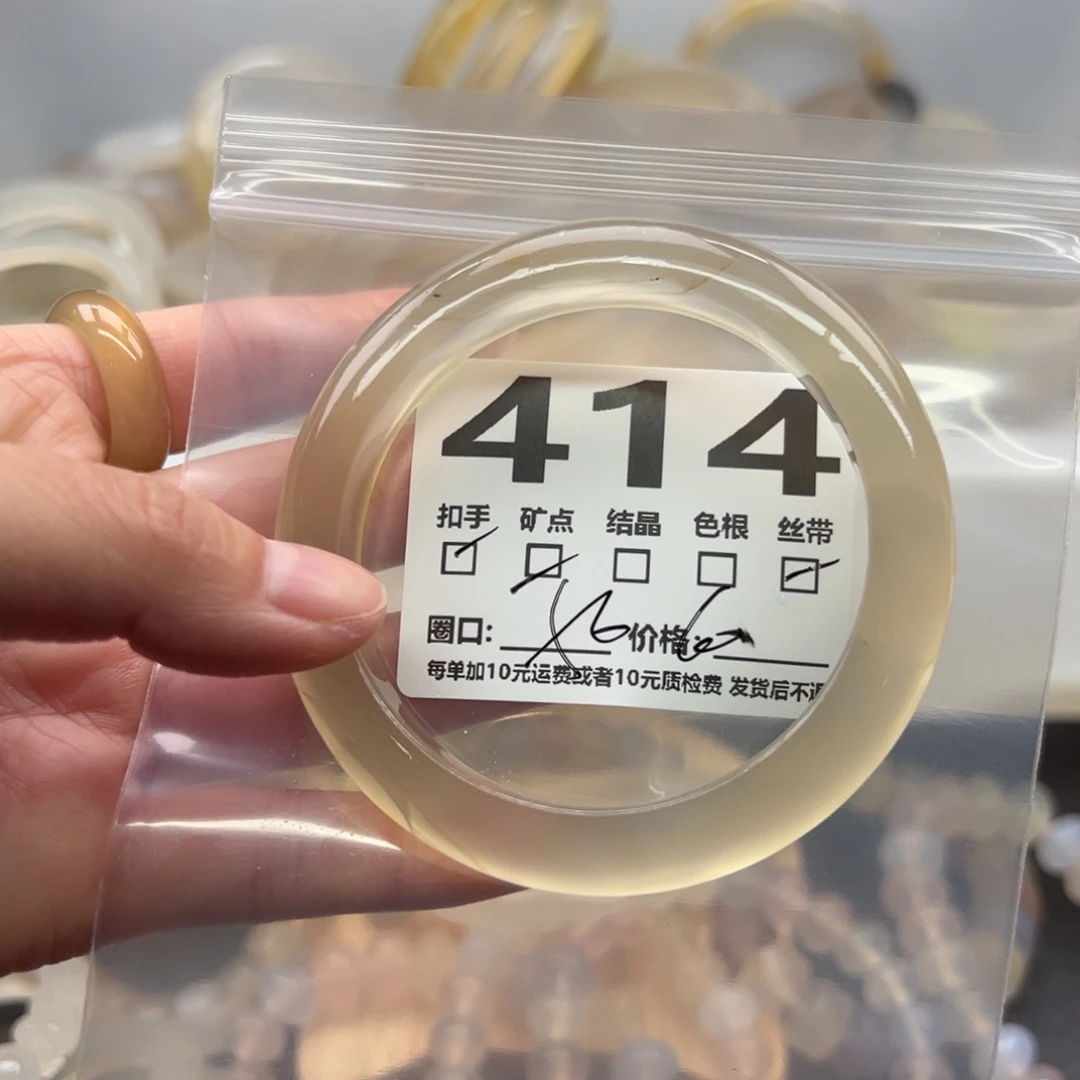 414
扣手 矿点 结晶 色根 丝带
圈口: 价格:
每单加10元运费或者10元质检费 发货后不退